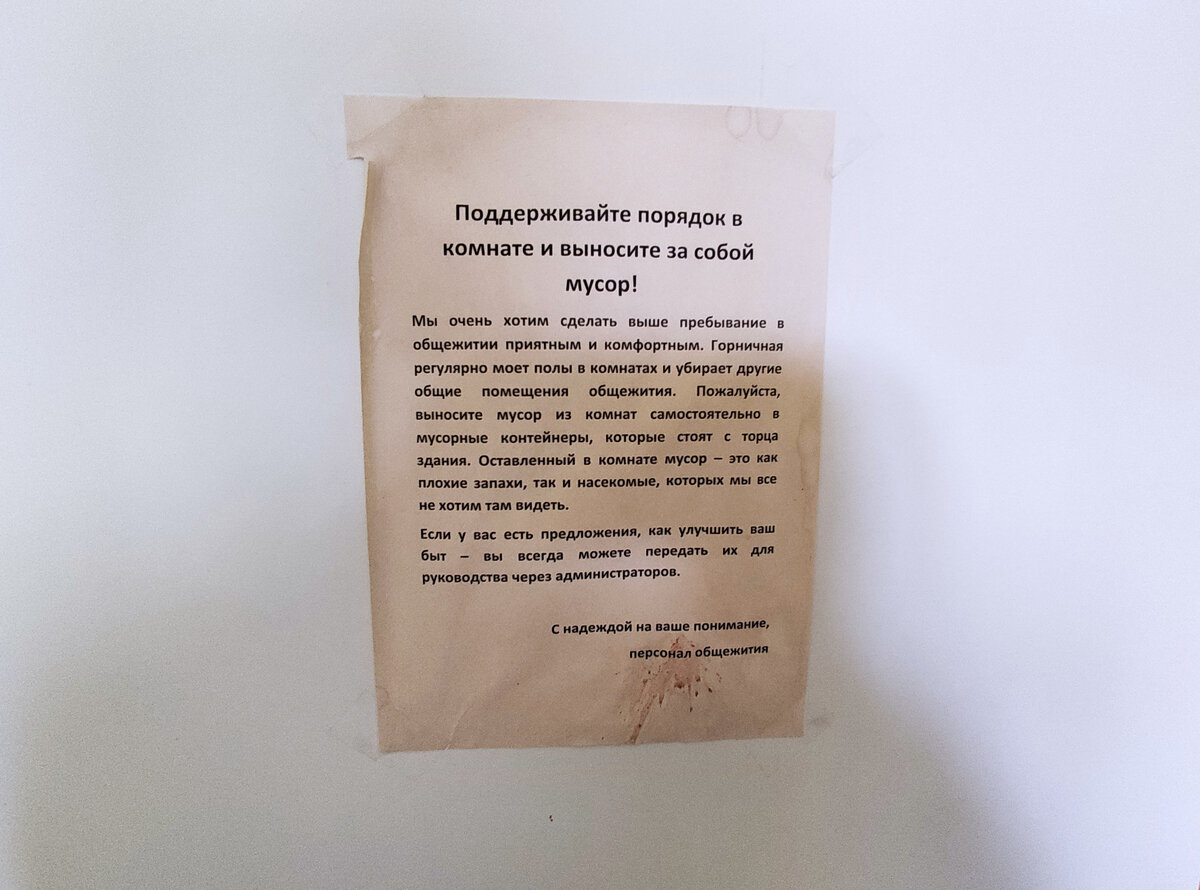 Поддерживайте порядок в
комнате и выносите за собой
мусор!
Мы очень хотим сделать выше пребывание в
общежитии приятным и комфортным. Горничная
регулярно моет полы в комнатах и убирает другие
общие помещения общежития. Пожалуйста,
выносите мусор из комнат самостоятельно в
мусорные контейнеры, которые стоят с торца
здания. Оставленный в комнате мусор – это как
плохие запахи, так и насекомые, которых мы все
не хотим там видеть.
Если у вас есть предложения, как улучшить ваш
быт – вы всегда можете передать их для
руководства через администраторов.
С надеждой на ваше понимание,
персонал общежития